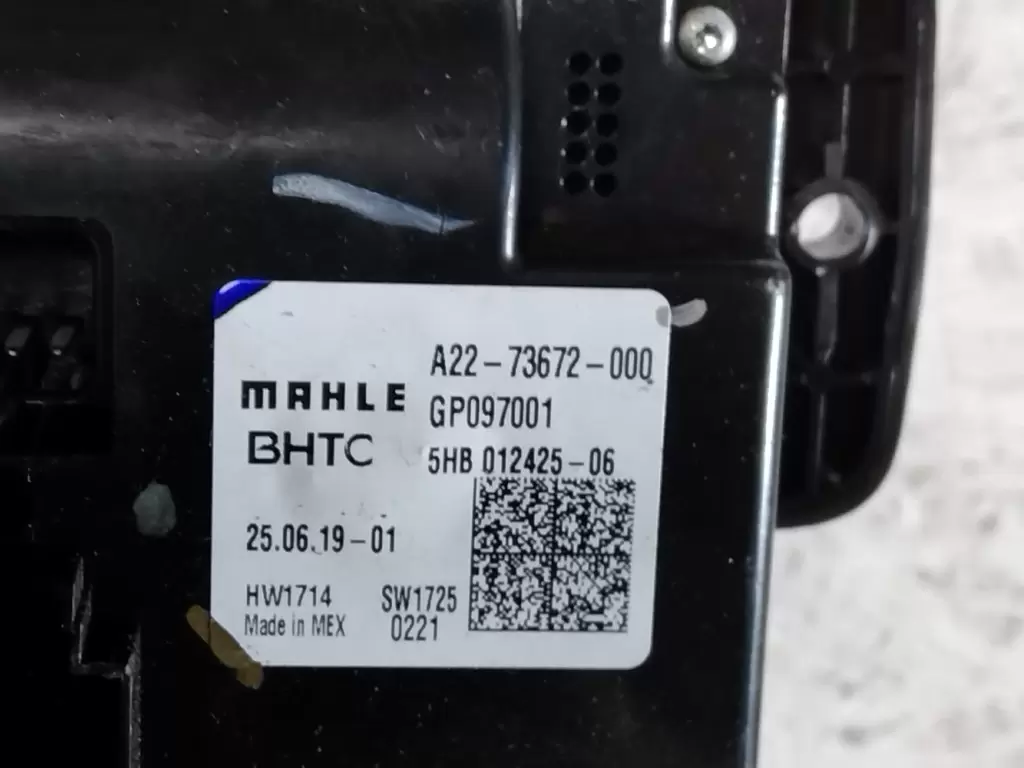 A22-73672-000
MAHLE
GP097001
BHTC
5HB 012425-06
25.06.19-01
HW1714 SW1725
Made in MEX 0221